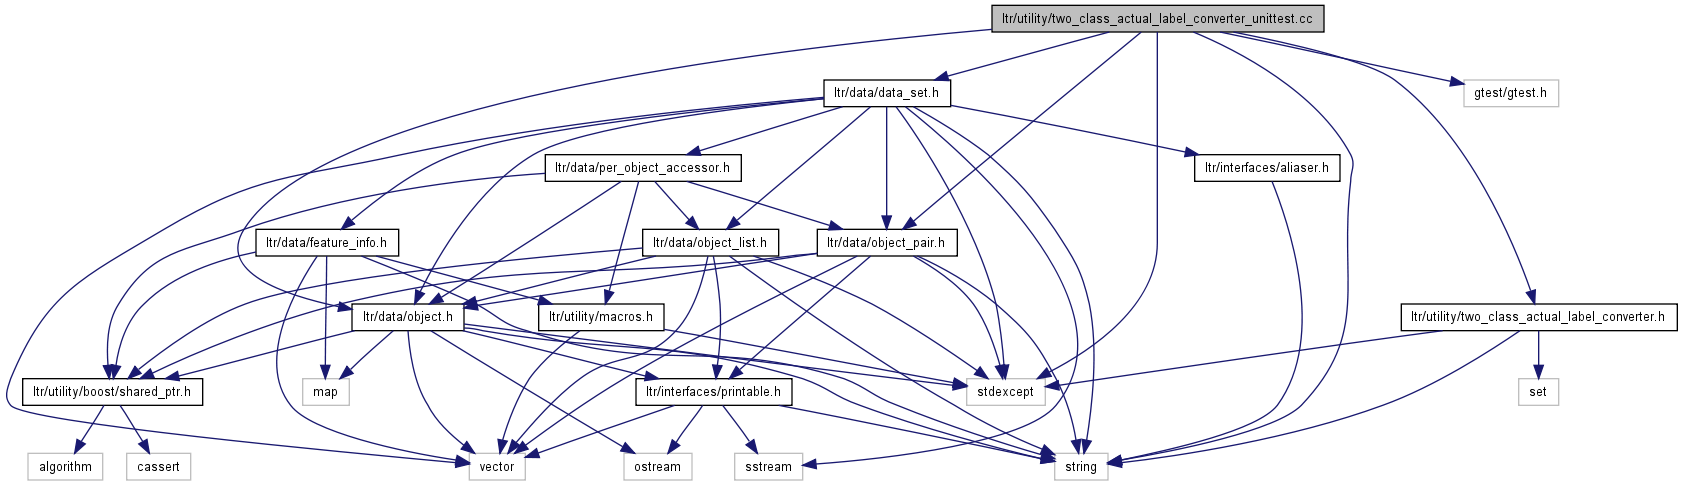 ltr/utility/two_class_actual_label_converter_unittest.cc
ltr/data/data_set.h
gtest/gtest.h
ltr/data/per_object_accessor.h
ltr/interfaces/aliaser.h
ltr/data/feature_info.h
ltr/data/object_list.h
ltr/data/object_pair.h
ltr/data/object.h
ltr/utility/macros.h
ltr/utility/two_class_actual_label_converter.h
ltr/utility/boost/shared_ptr.h
map
ltr/interfaces/printable.h
stdexcept
set
algorithm
cassert
vector
ostream
sstream
string